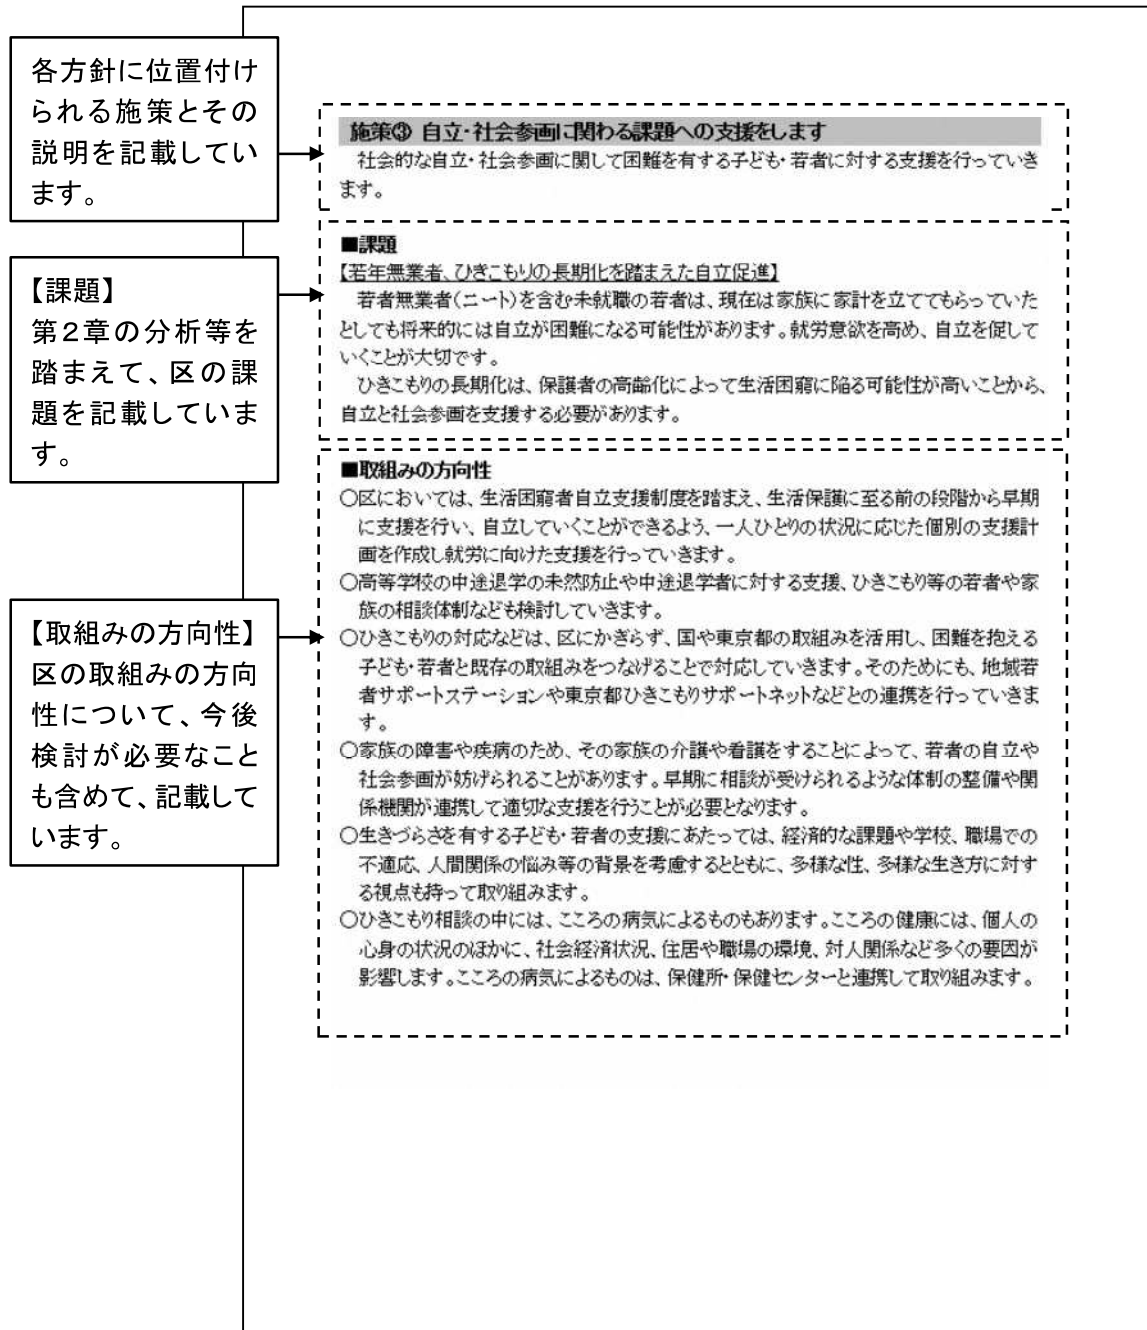 各方針に位置付け
られる施策とその
説明を記載してい
ます。
施策③ 自立・社会参画に関わる課題への支援をします
社会的な自立・社会参画に関して困難を有する子ども・若者に対する支援を行っていき
ます。
【課題】
第2章の分析等を
踏まえて、区の課
題を記載していま
す。
■課題
【若年無業者、ひきこもりの長期化を踏まえた自立促進】
若者無業者(ニート)を含む未就職の若者は、現在は家族に家計を立ててもらっていた
としても将来的には自立が困難になる可能性があります。就労意欲を高め、自立を促して
いくことが大切です。
ひきこもりの長期化は、保護者の高齢化によって生活困窮に陥る可能性が高いことから、
自立と社会参画を支援する必要があります。
【取組みの方向性】
区の取組みの方向
性について、今後
検討が必要なこと
も含めて、記載して
います。
■取組みの方向性
○区においては、生活困窮者自立支援制度を踏まえ、生活保護に至る前の段階から早期
に支援を行い、自立していくことができるよう、一人ひとりの状況に応じた個別の支援計
画を作成し就労に向けた支援を行っていきます。
○高等学校の中途退学の未然防止や中途退学者に対する支援、ひきこもり等の若者や家
族の相談体制なども検討していきます。
○ひきこもりの対応などは、区にかぎらず、国や東京都の取組みを活用し、困難を抱える
子ども・若者と既存の取組みをつなげることで対応していきます。そのためにも、地域若
者サポートステーションや東京都ひきこもりサポートネットなどとの連携を行っていきま
す。
○家族の障害や疾病のため、その家族の介護や看護をすることによって、若者の自立や
社会参画が妨げられることがあります。早期に相談が受けられるような体制の整備や関
係機関が連携して適切な支援を行うことが必要となります。
○生きづらさを有する子ども・若者の支援にあたっては、経済的な課題や学校、職場での
不適応、人間関係の悩み等の背景を考慮するとともに、多様な性、多様な生き方に対す
る視点も持って取り組みます。
○ひきこもり相談の中には、こころの病気によるものもあります。こころの健康には、個人の
心身の状況のほかに、社会経済状況、住居や職場の環境、対人関係など多くの要因が
影響します。こころの病気によるものは、保健所・保健センターと連携して取り組みます。